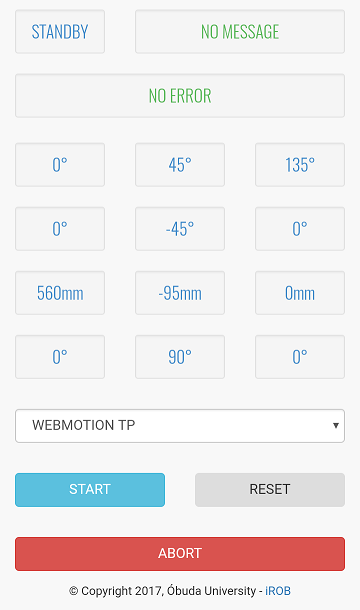 STANDBY NO MESSAGE
NO ERROR
0° 45° 135°
0° -45° 0°
560mm -95mm 0mm
0° 90° 0°
WEBMOTION TP
START RESET
ABORT
© Copyright 2017, Óbuda University - iROB